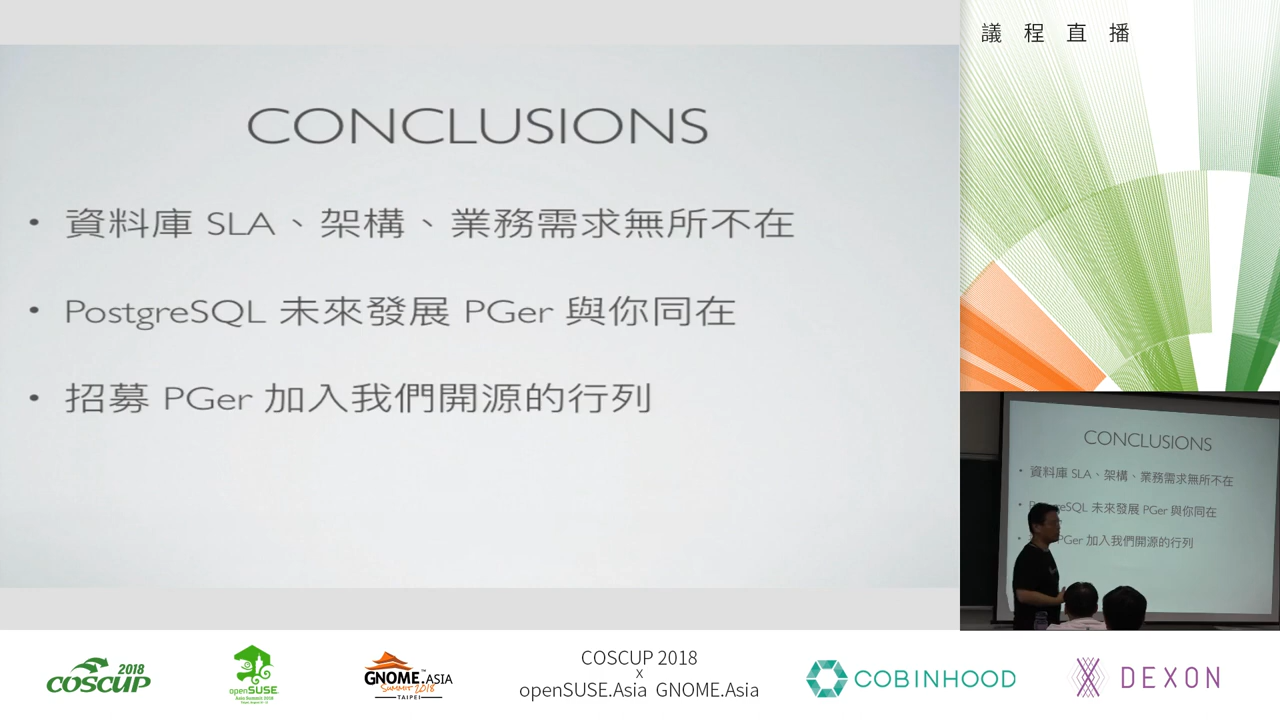 CONCLUSIONS
• 資料庫 SLA、架構、業務需求無所不在
• PostgreSQL 未來發展 PGer 與你同在
• 招募 PGer 加入我們開源的行列
議程直播
CONCLUSIONS
• 資料庫 SLA、架構、業務需求無所不在
eSQL 未來發展 PGer 與你同在
PGer 加入我們開源的行列
2018
COSCUP
openSUSE
GNOME.ASIA
SUMMIT 2018
TAIPEI
COSCUP 2018
x
openSUSE.Asia GNOME.Asia
COBINHOOD
DEXON